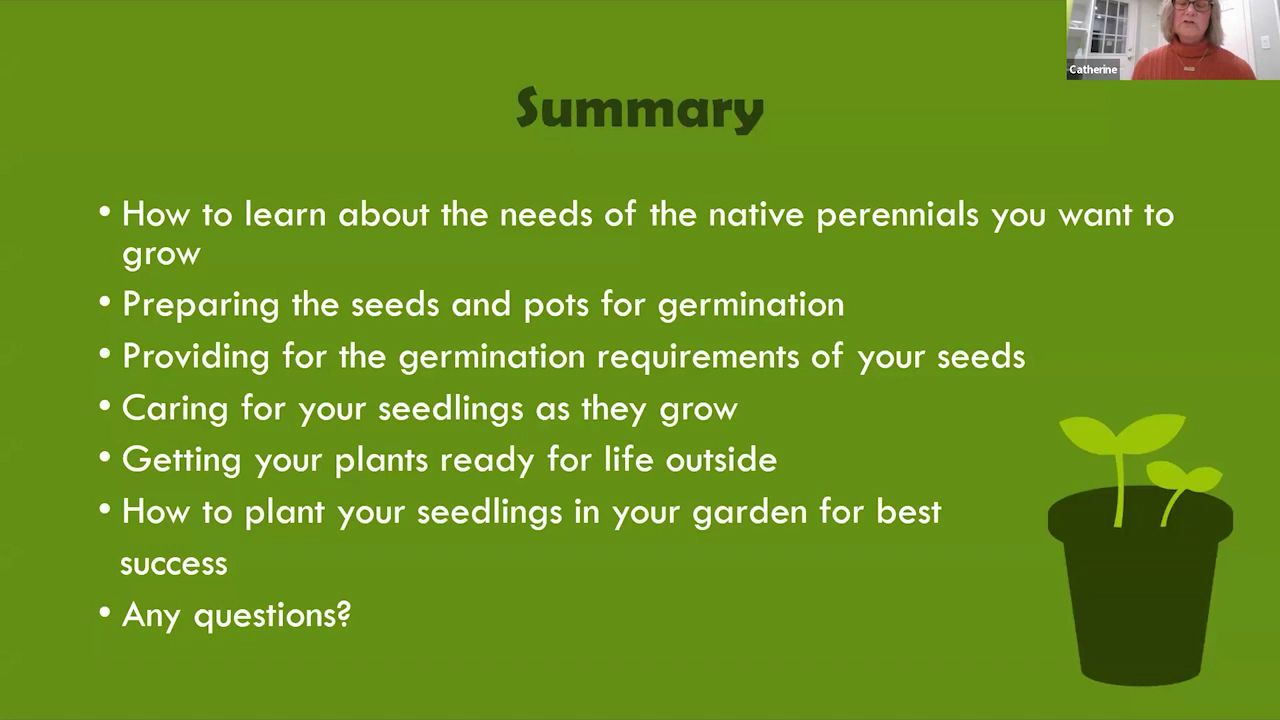 Catherine
Summary
• How to learn about the needs of the native perennials you want to
grow
• Preparing the seeds and pots for germination
• Providing for the germination requirements of your seeds
• Caring for your seedlings as they grow
• Getting your plants ready for life outside
• How to plant your seedlings in your garden for best
success
• Any questions?